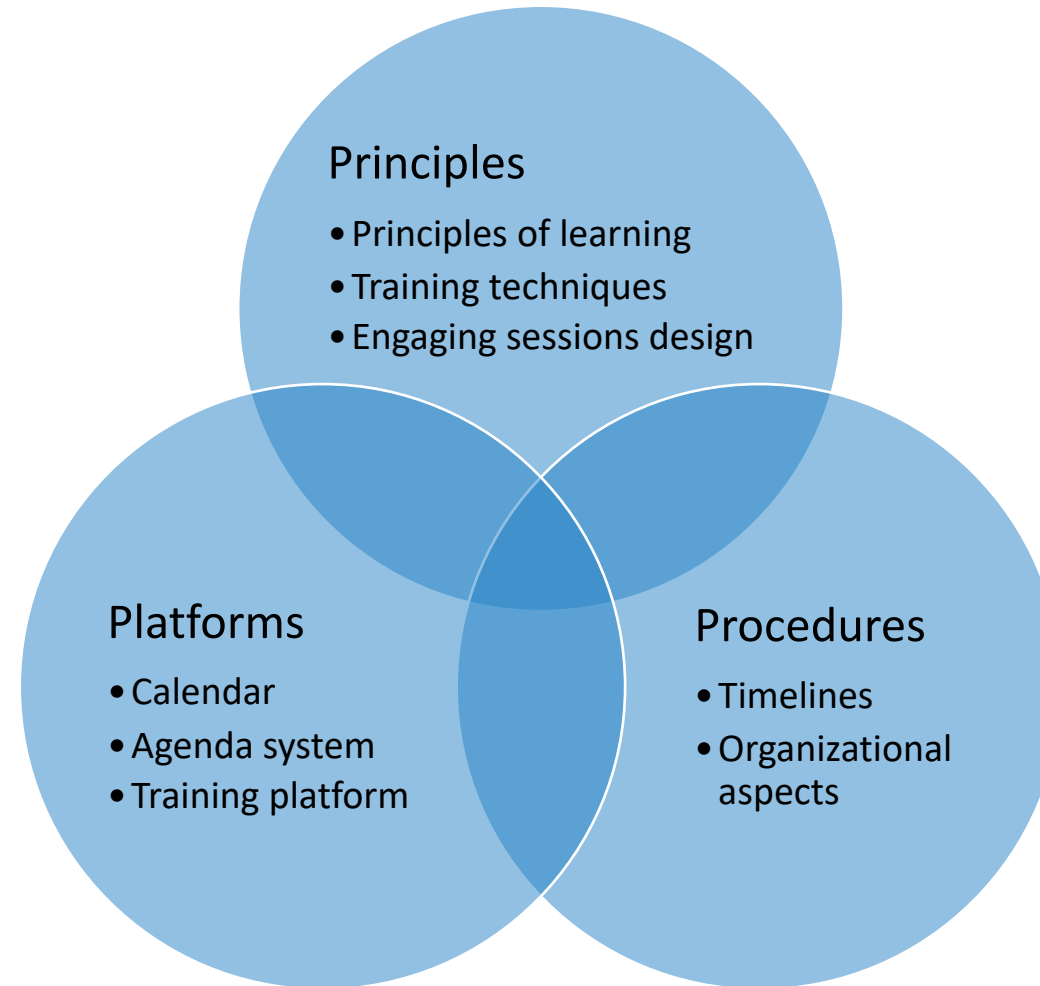 Principles
•Principles of learning
•Training techniques
•Engaging sessions design
Platforms
•Calendar
•Agenda system
•Training platform
Procedures
•Timelines
•Organizational
aspects